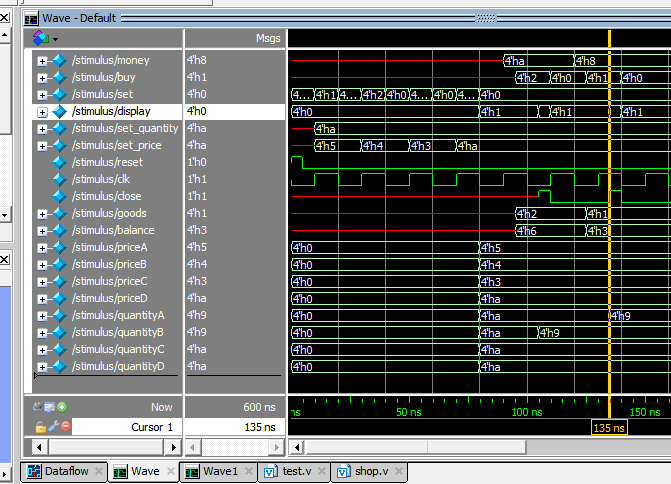 Wave - Default
Msgs
/stimulus/money 4'h8 4'ha 4'h8
/stimulus/buy 4'h1 4'h2 4'h0 4'h1 4'h0
/stimulus/set 4'h0 4... 4'h1 4... 4'h2 4'h0 4... 4'h0 4... 4'h0
/stimulus/display 4'h0 4'h0 4'h1 4'h1 4'h1
/stimulus/set_quantity 4'ha 4'ha
/stimulus/set_price 4'ha 4'h5 4'h4 4'h3 4'ha
/stimulus/reset 1'h0
/stimulus/clk 1'h1
/stimulus/close 1'h1
/stimulus/goods 4'h1 4'h2 4'h1
/stimulus/balance 4'h3 4'h6 4'h3
/stimulus/priceA 4'h5 4'h0 4'h5
/stimulus/priceB 4'h4 4'h0 4'h4
/stimulus/priceC 4'h3 4'h0 4'h3
/stimulus/priceD 4'ha 4'h0 4'ha
/stimulus/quantityA 4'h9 4'h0 4'ha 4'h9
/stimulus/quantityB 4'h9 4'h0 4'ha 4'h9
/stimulus/quantityC 4'ha 4'h0 4'ha
/stimulus/quantityD 4'ha 4'h0 4'ha
Now 600 ns ns 50 ns 100 ns 150 ns
Cursor 1 135 ns 135 ns
Dataflow Wave Wave1 test.v shop.v